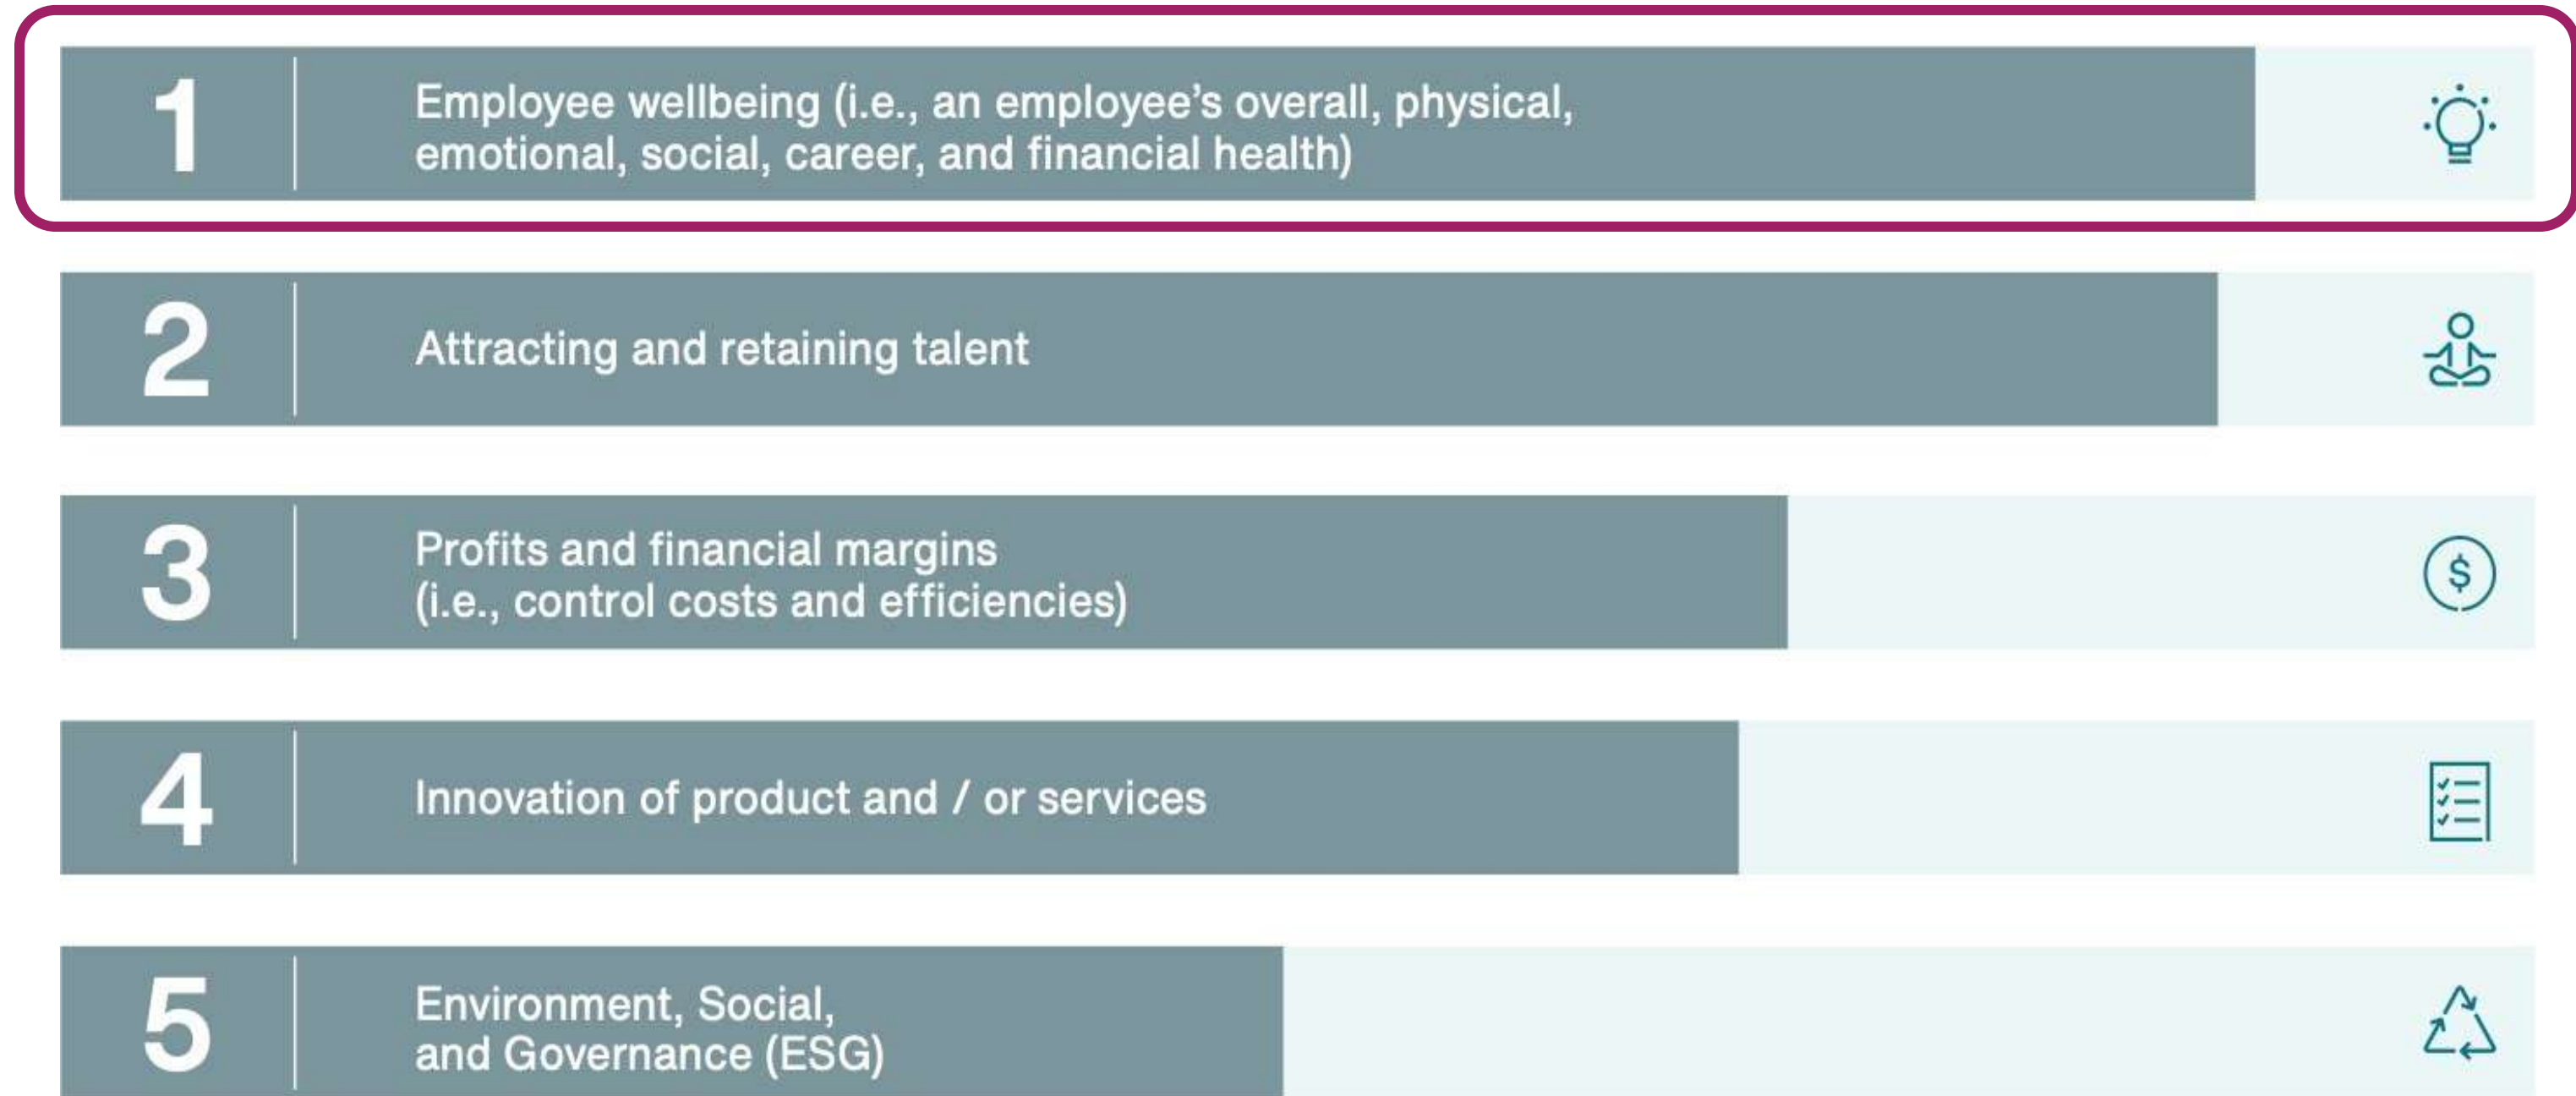 1
Employee wellbeing (i.e., an employee’s overall, physical,
emotional, social, career, and financial health)
2
Attracting and retaining talent
3
Profits and financial margins
(i.e., control costs and efficiencies)
$
4
Innovation of product and / or services
5
Environment, Social,
and Governance (ESG)